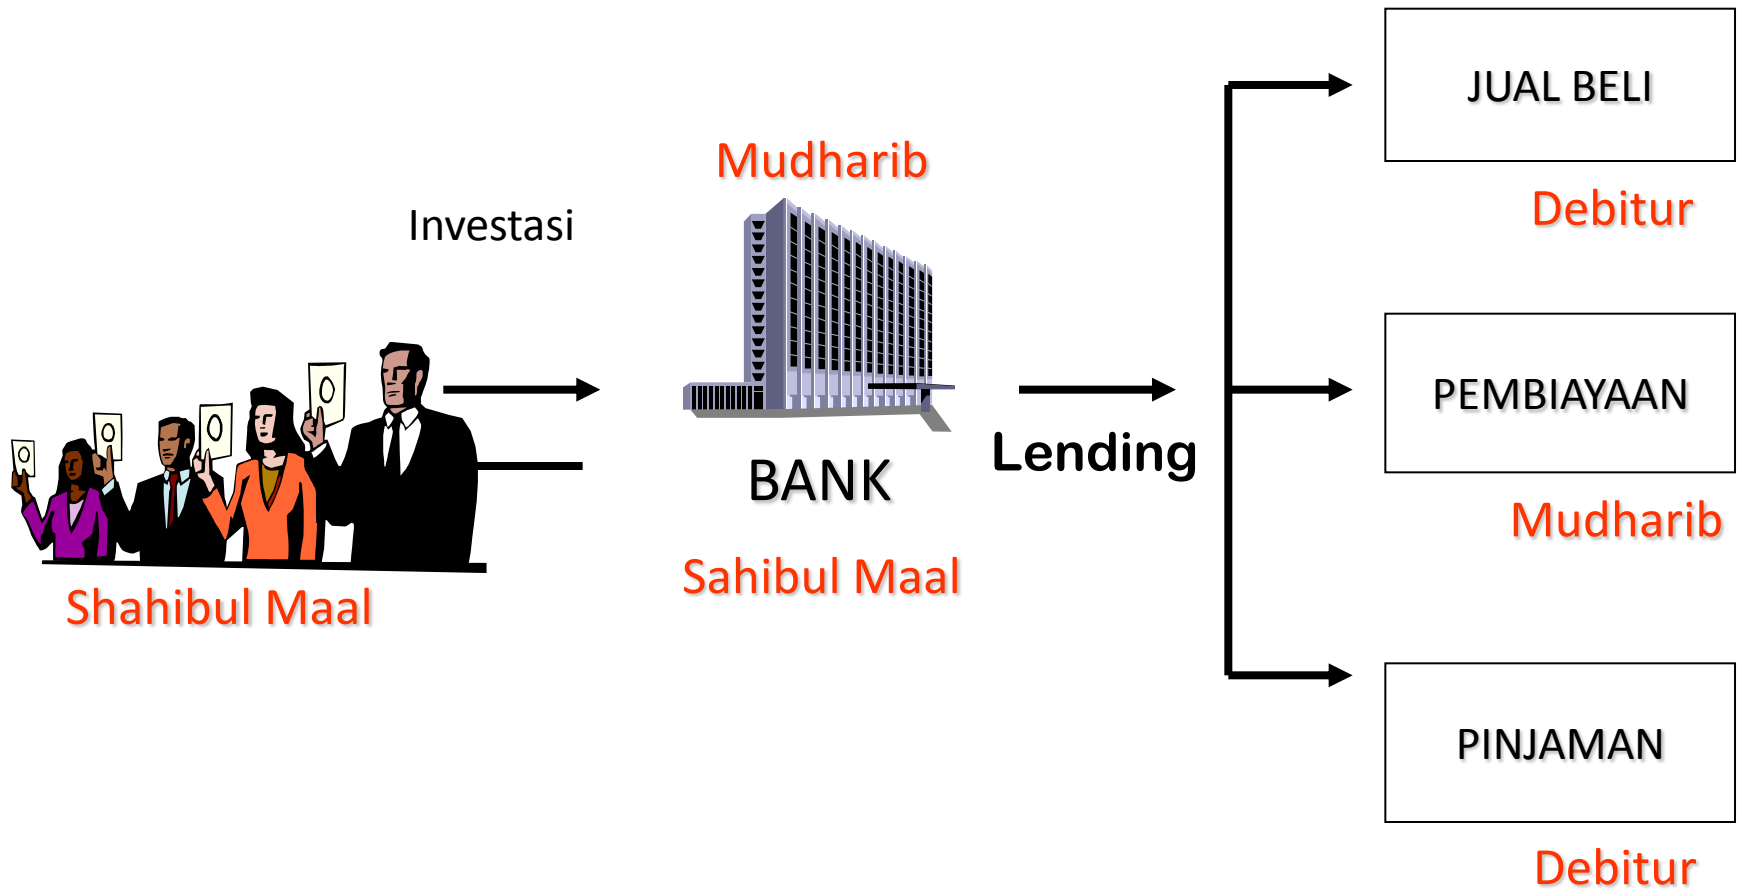 Investasi
Shahibul Maal
Mudharib
BANK
Sahibul Maal
Lending
JUAL BELI
Debitur
PEMBIAYAAN
Mudharib
PINJAMAN
Debitur